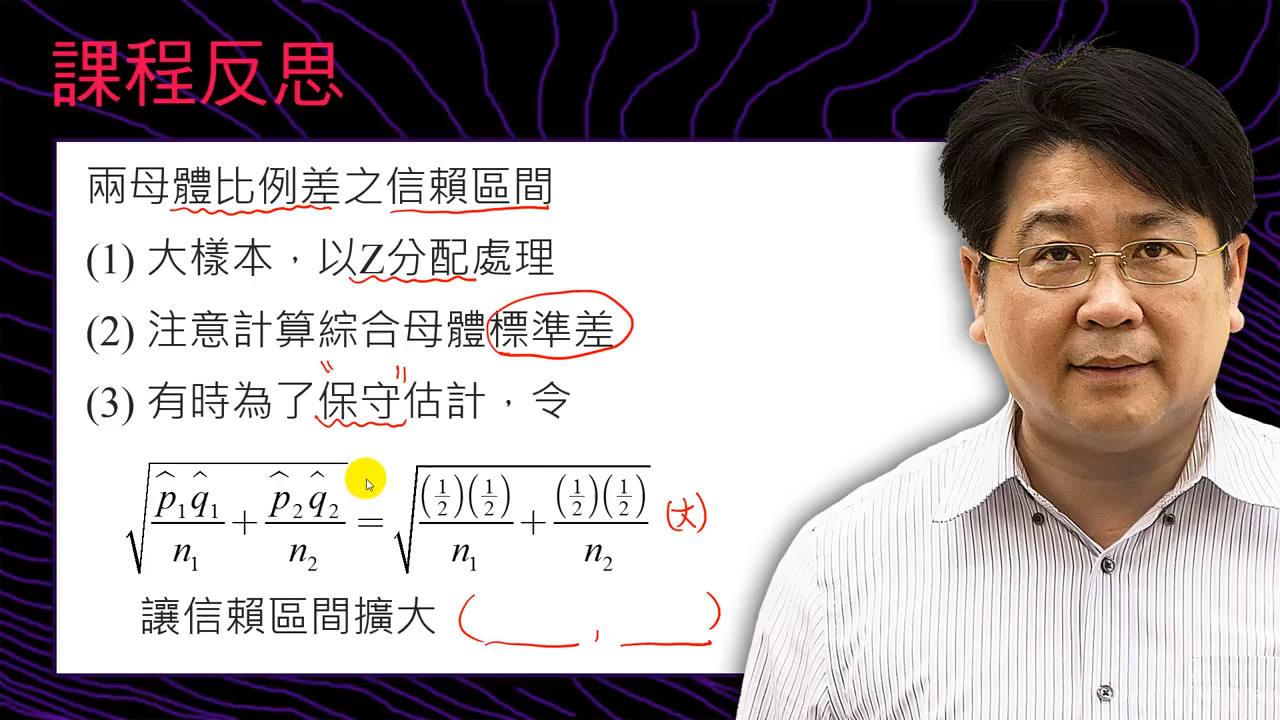 課程反思
兩母體比例差之信賴區間
(1) 大樣本，以Z分配處理
(2) 注意計算綜合母體標準差
(3) 有時為了"保守"估計，令
√(p̂₁q̂₁/n₁ + p̂₂q̂₂/n₂) = √((1/2)(1/2)/n₁ + (1/2)(1/2)/n₂) (大)
讓信賴區間擴大 ( , )